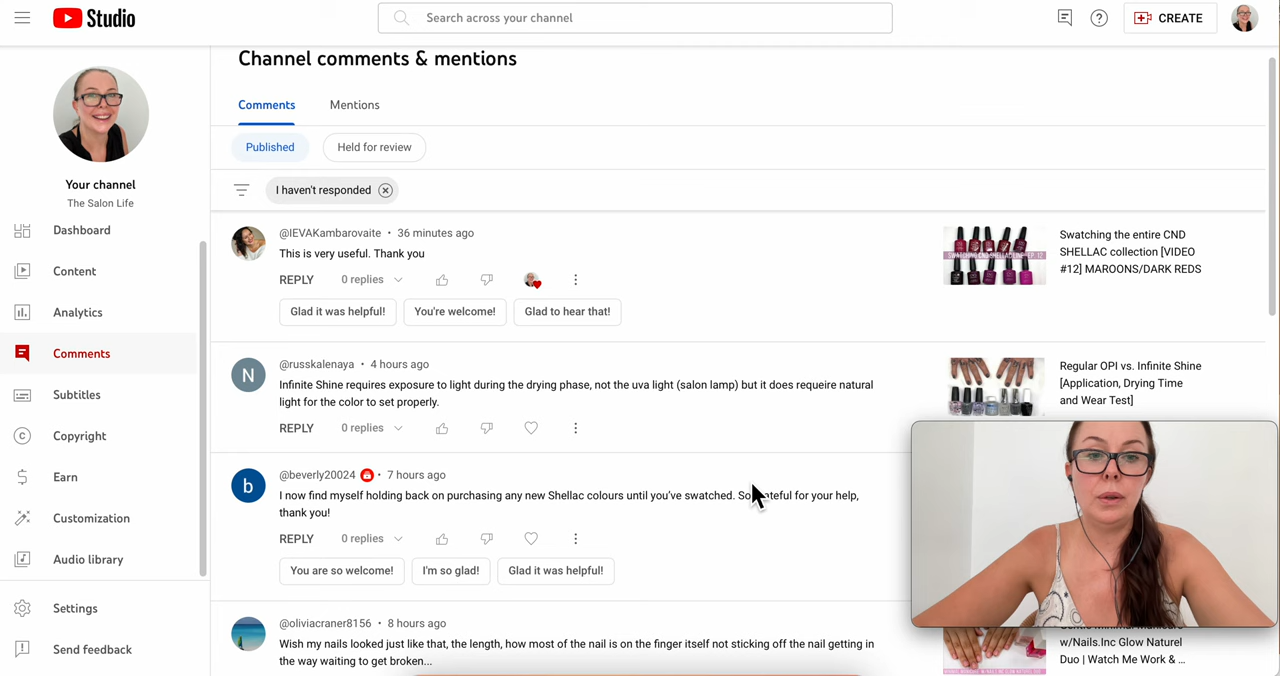 Studio
Search across your channel
CREATE
Channel comments & mentions
Comments
Mentions
Published
Held for review
I haven't responded
Your channel
The Salon Life
Dashboard
Content
Analytics
Comments
Subtitles
Copyright
Earn
Customization
Audio library
Settings
Send feedback
@IEVAKambarovaite • 36 minutes ago
This is very useful. Thank you
REPLY 0 replies
Glad it was helpful! You're welcome! Glad to hear that!
SWATCHING THE ENTIRE CND SHELLAC LINE EP. 12
Swatching the entire CND
SHELLAC collection [VIDEO
#12] MAROONS/DARK REDS
N
@russkalenaya • 4 hours ago
Infinite Shine requires exposure to light during the drying phase, not the uva light (salon lamp) but it does requeire natural
light for the color to set properly.
REPLY 0 replies
Regular OPI vs. Infinite Shine
[Application, Drying Time
and Wear Test]
b
@beverly20024 • 7 hours ago
I now find myself holding back on purchasing any new Shellac colours until you've swatched. So ateful for your help,
thank you!
REPLY 0 replies
You are so welcome! I'm so glad! Glad it was helpful!
@oliviacraner8156 • 8 hours ago
Wish my nails looked just like that, the length, how most of the nail is on the finger itself not sticking off the nail getting in
the way waiting to get broken...
w/Nails.Inc Glow Naturel
Duo | Watch Me Work & ...